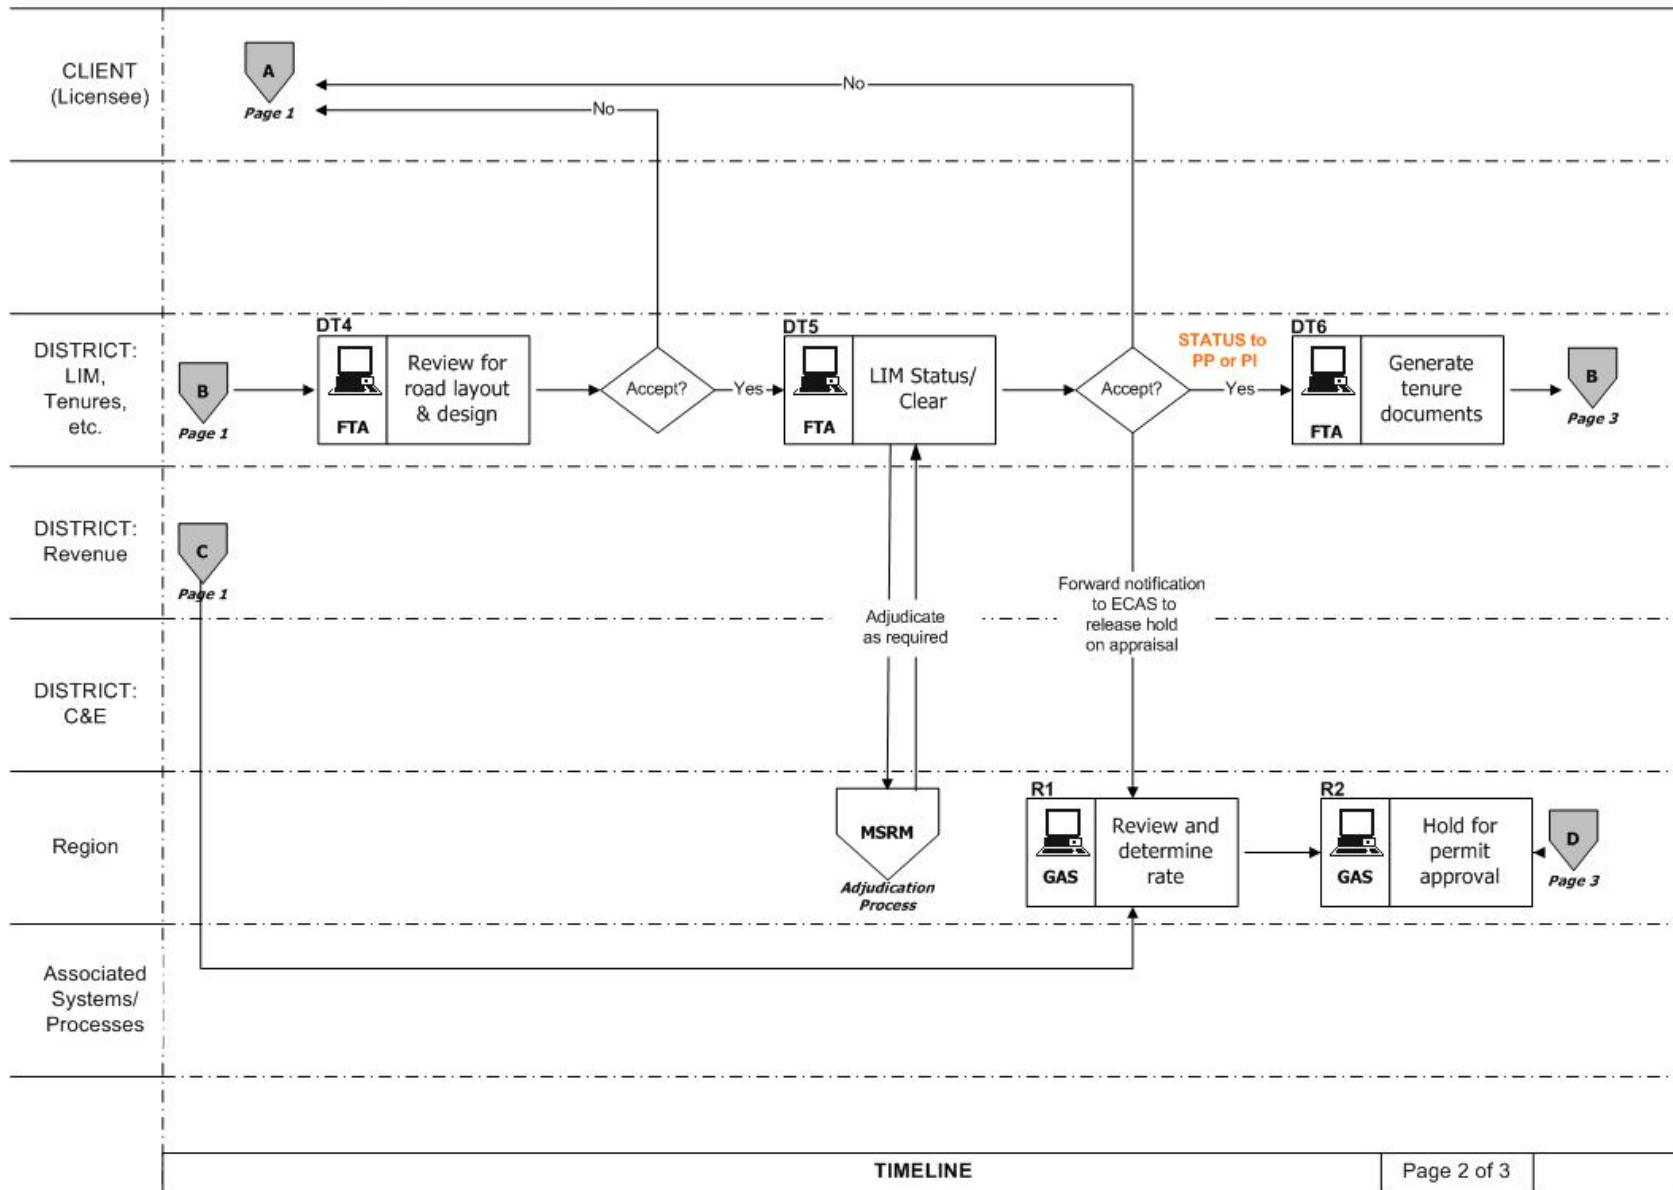 CLIENT
(Licensee)
A
Page 1
No
No
DISTRICT:
LIM,
Tenures,
etc.
B
Page 1
DT4
FTA
Review for
road layout
& design
Accept?
Yes
DT5
FTA
LIM Status/
Clear
Accept?
STATUS to
PP or PI
Yes
DT6
FTA
Generate
tenure
documents
B
Page 3
DISTRICT:
Revenue
C
Page 1
Adjudicate
as required
Forward notification
to ECAS to
release hold
on appraisal
DISTRICT:
C&E
Region
MSRM
Adjudication
Process
R1
GAS
Review and
determine
rate
R2
GAS
Hold for
permit
approval
D
Page 3
Associated
Systems/
Processes
TIMELINE
Page 2 of 3